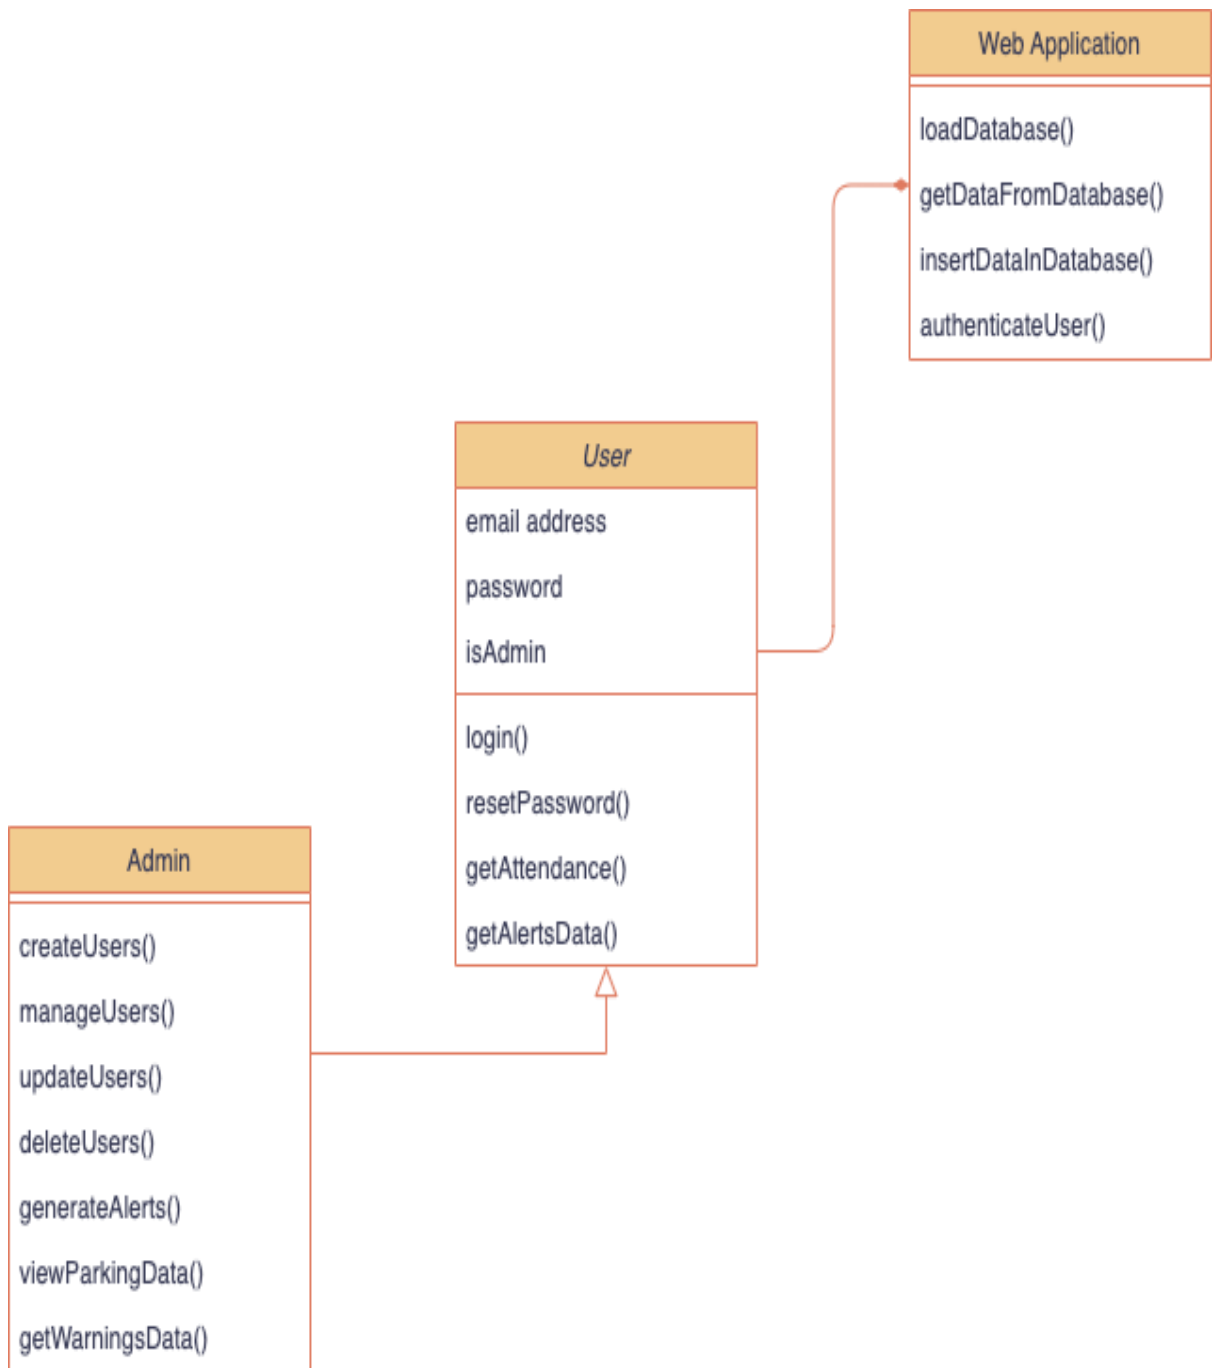 Web Application
loadDatabase()
getDataFromDatabase()
insertDataInDatabase()
authenticateUser()
User
email address
password
isAdmin
login()
resetPassword()
getAttendance()
getAlertsData()
Admin
createUsers()
manageUsers()
updateUsers()
deleteUsers()
generateAlerts()
viewParkingData()
getWarningsData()